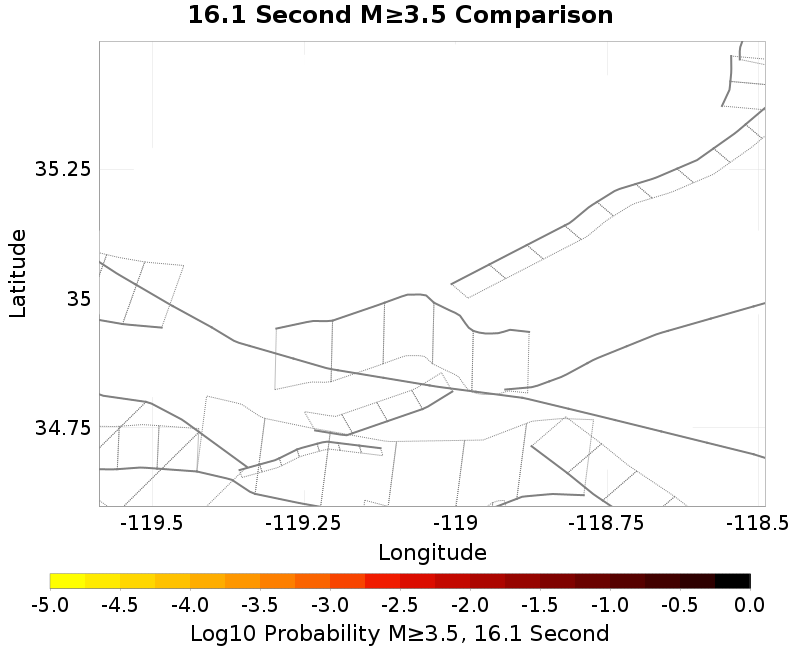 16.1 Second M≥3.5 Comparison
35.25
35
34.75
Latitude
-119.5 -119.25 -119 -118.75 -118.5
Longitude
-5.0 -4.5 -4.0 -3.5 -3.0 -2.5 -2.0 -1.5 -1.0 -0.5 0.0
Log10 Probability M≥3.5, 16.1 Second